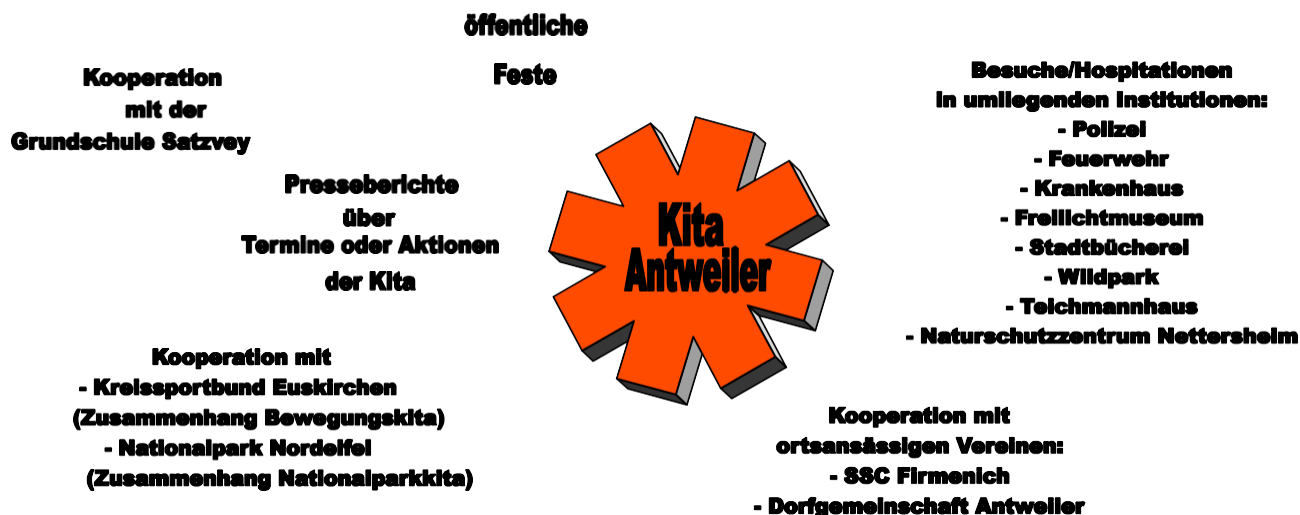 öffentliche
Feste
Kooperation
mit der
Grundschule Satzvey
Presseberichte
über
Termine oder Aktionen
der Kita
Kita
Antweiler
Besuche/Hospitationen
in umliegenden Institutionen:
- Polizei
- Feuerwehr
- Krankenhaus
- Freilichtmuseum
- Stadtbücherei
- Wildpark
- Teichmannhaus
- Naturschutzzentrum Nettersheim
Kooperation mit
- Kreissportbund Euskirchen
(Zusammenhang Bewegungskita)
- Nationalpark Nordeifel
(Zusammenhang Nationalparkkita)
Kooperation mit
ortsansässigen Vereinen:
- SSC Firmenich
- Dorfgemeinschaft Antweiler